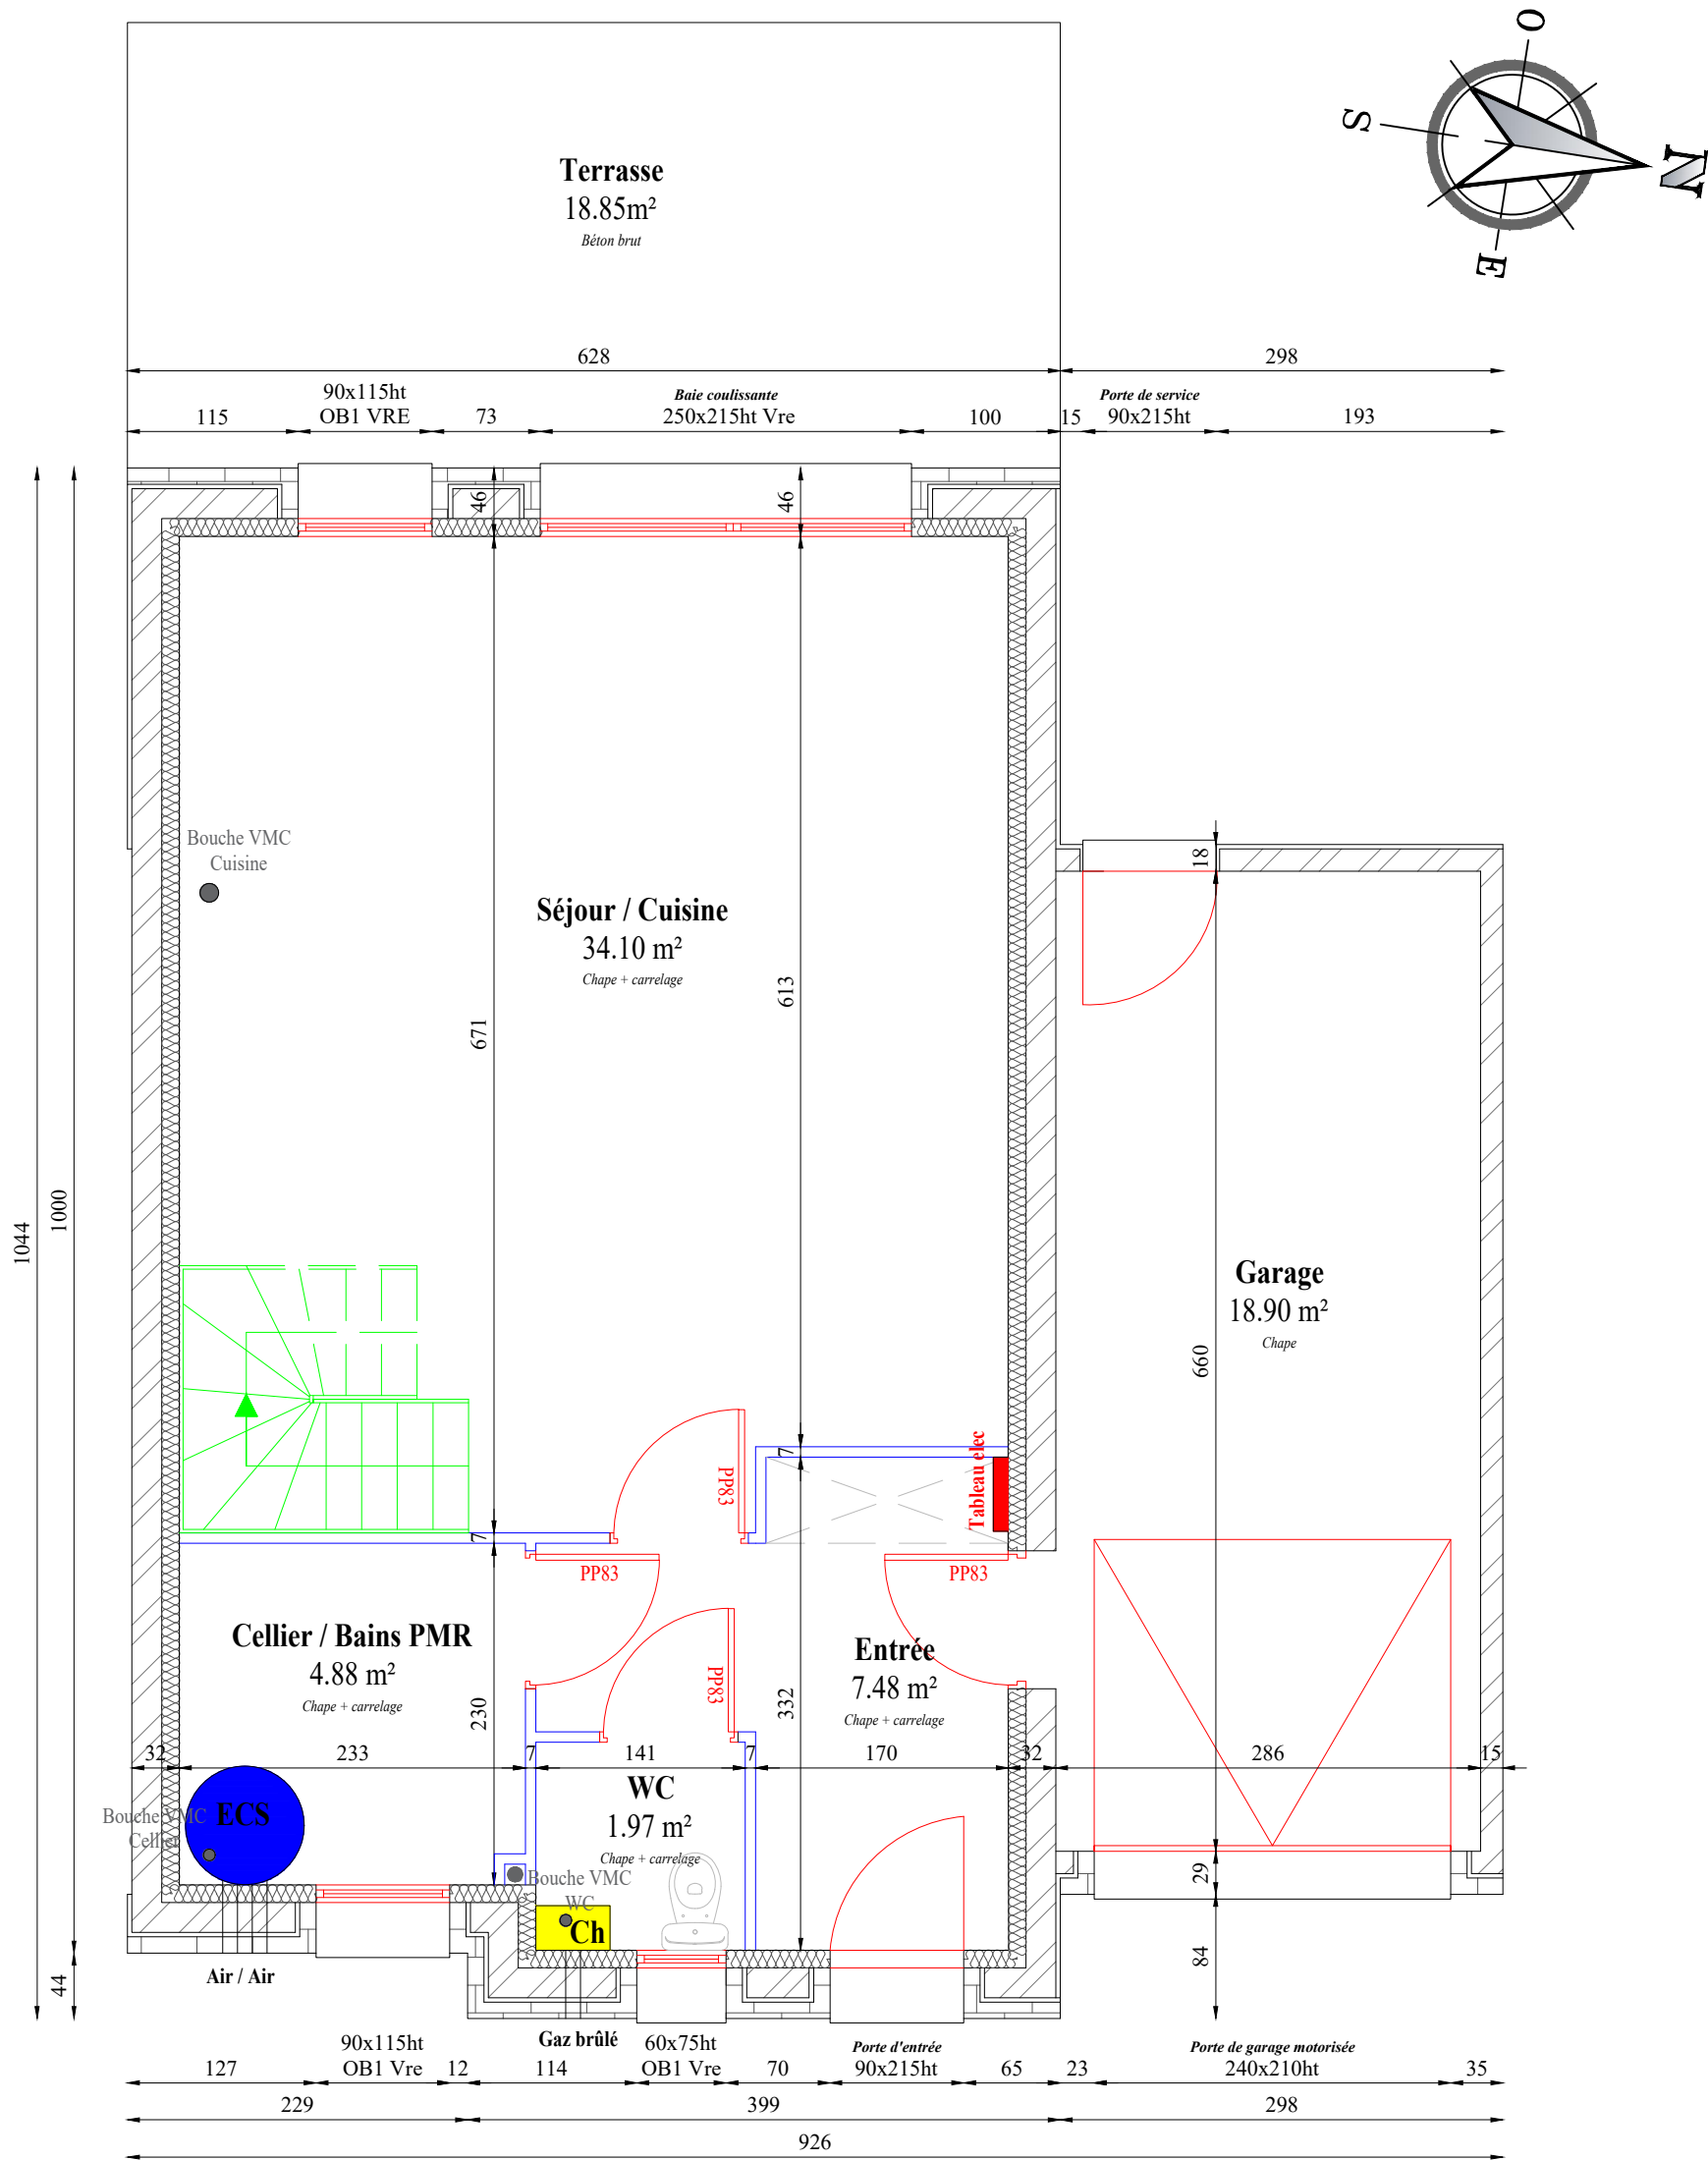 O
S
N
E
Terrasse
18.85m²
Béton brut
628
298
115
90x115ht
OB1 VRE
73
Baie coulissante
250x215ht Vre
100
15
Porte de service
90x215ht
193
46
46
18
Bouche VMC
Cuisine
Séjour / Cuisine
34.10 m²
Chape + carrelage
671
613
1044
1000
Garage
18.90 m²
Chape
660
7
PP83
Tableau elec
7
PP83
PP83
Cellier / Bains PMR
4.88 m²
Chape + carrelage
230
PP83
332
Entrée
7.48 m²
Chape + carrelage
32
233
7
141
7
170
32
286
15
WC
1.97 m²
Chape + carrelage
Bouche VMC
Cellier
ECS
Bouche VMC
WC
Ch
29
84
44
Air / Air
Gaz brûlé
127
90x115ht
OB1 Vre
12
114
60x75ht
OB1 Vre
70
Porte d'entrée
90x215ht
65
23
Porte de garage motorisée
240x210ht
35
229
399
298
926